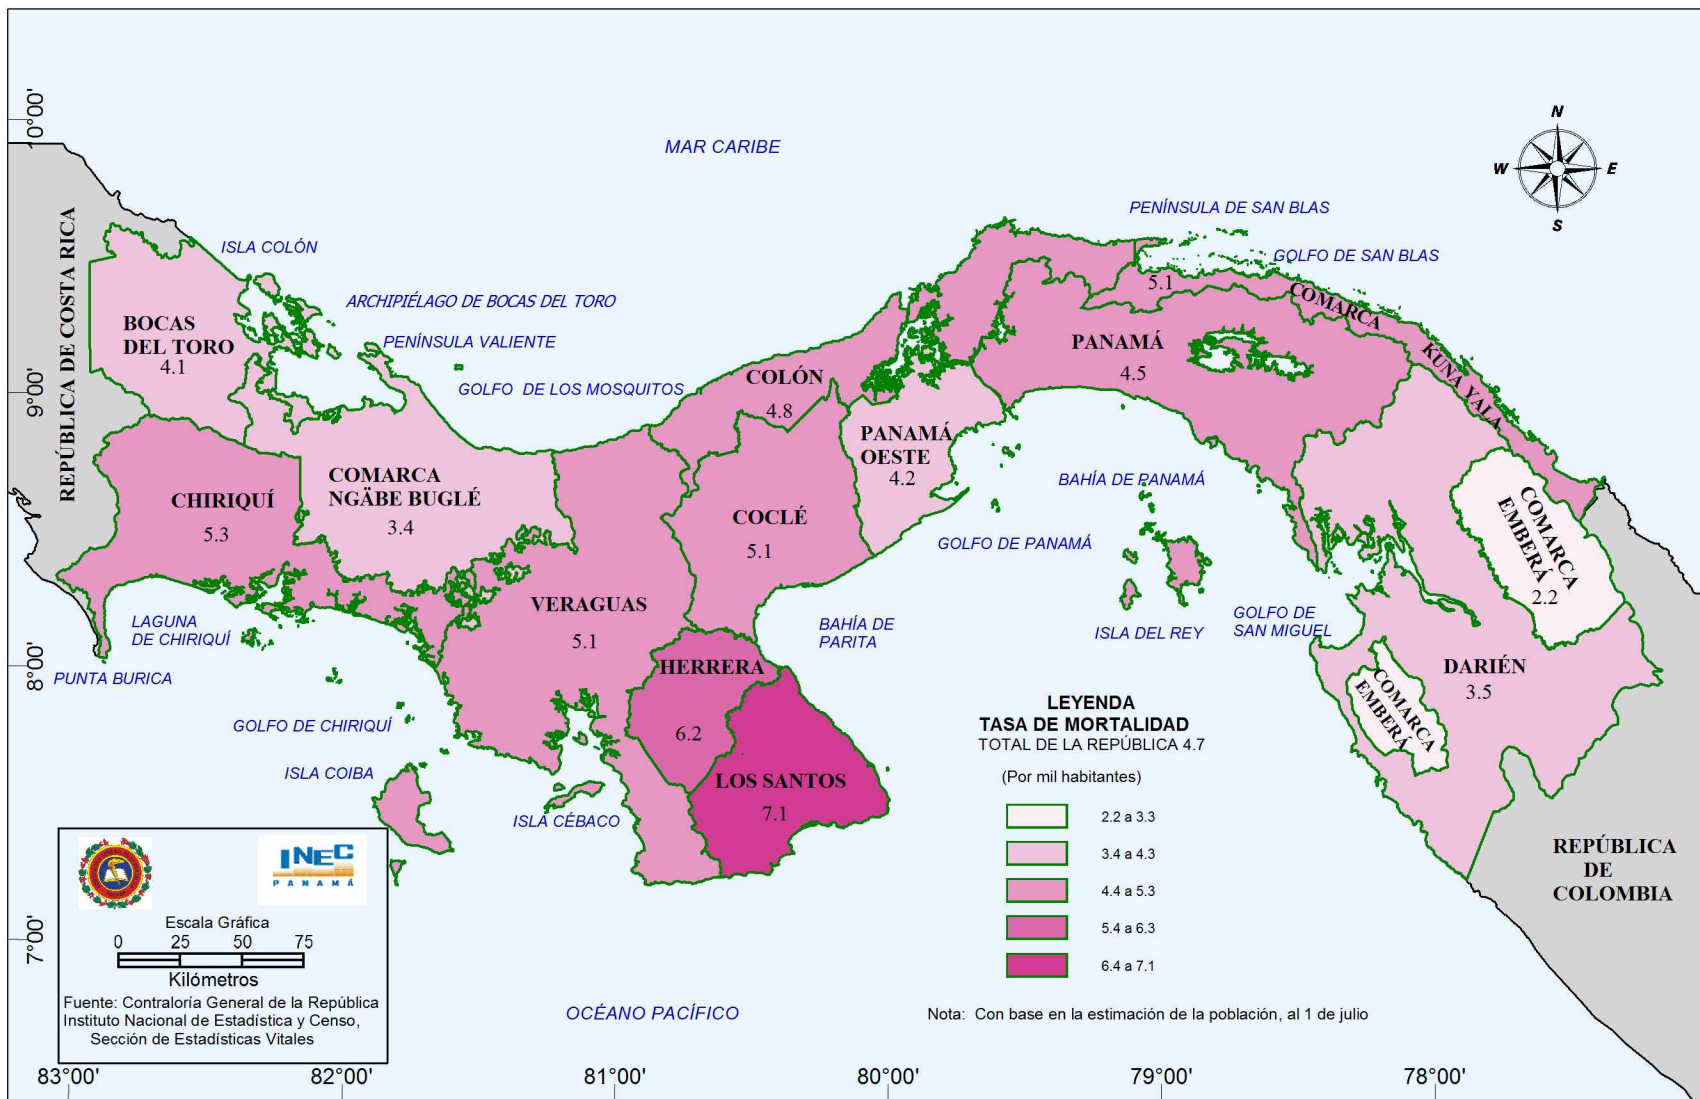 MAR CARIBE
N
W
E
S
10°00'
9°00'
8°00'
7°00'
REPÚBLICA DE COSTA RICA
ISLA COLÓN
ARCHIPIÉLAGO DE BOCAS DEL TORO
PENÍNSULA VALIENTE
GOLFO DE LOS MOSQUITOS
PENÍNSULA DE SAN BLAS
GOLFO DE SAN BLAS
BOCAS
DEL TORO
4.1
CHIRIQUÍ
5.3
COMARCA
NGÄBE BUGLÉ
3.4
VERAGUAS
5.1
COLÓN
4.8
COCLÉ
5.1
PANAMÁ
OESTE
4.2
PANAMÁ
4.5
5.1
COMARCA
KUNA YALA
COMARCA
EMBERÁ
2.2
DARIÉN
3.5
COMARCA
EMBERÁ
HERRERA
6.2
LOS SANTOS
7.1
LAGUNA
DE CHIRIQUÍ
PUNTA BURICA
GOLFO DE CHIRIQUÍ
ISLA COIBA
ISLA CÉBACO
BAHÍA DE
PARITA
GOLFO DE PANAMÁ
BAHÍA DE PANAMÁ
ISLA DEL REY
GOLFO DE
SAN MIGUEL
OCÉANO PACÍFICO
REPÚBLICA
DE
COLOMBIA
LEYENDA
TASA DE MORTALIDAD
TOTAL DE LA REPÚBLICA 4.7
(Por mil habitantes)
2.2 a 3.3
3.4 a 4.3
4.4 a 5.3
5.4 a 6.3
6.4 a 7.1
Nota: Con base en la estimación de la población, al 1 de julio
INEC
PANAMÁ
Escala Gráfica
0 25 50 75
Kilómetros
Fuente: Contraloría General de la República
Instituto Nacional de Estadística y Censo,
Sección de Estadísticas Vitales
83°00' 82°00' 81°00' 80°00' 79°00' 78°00'